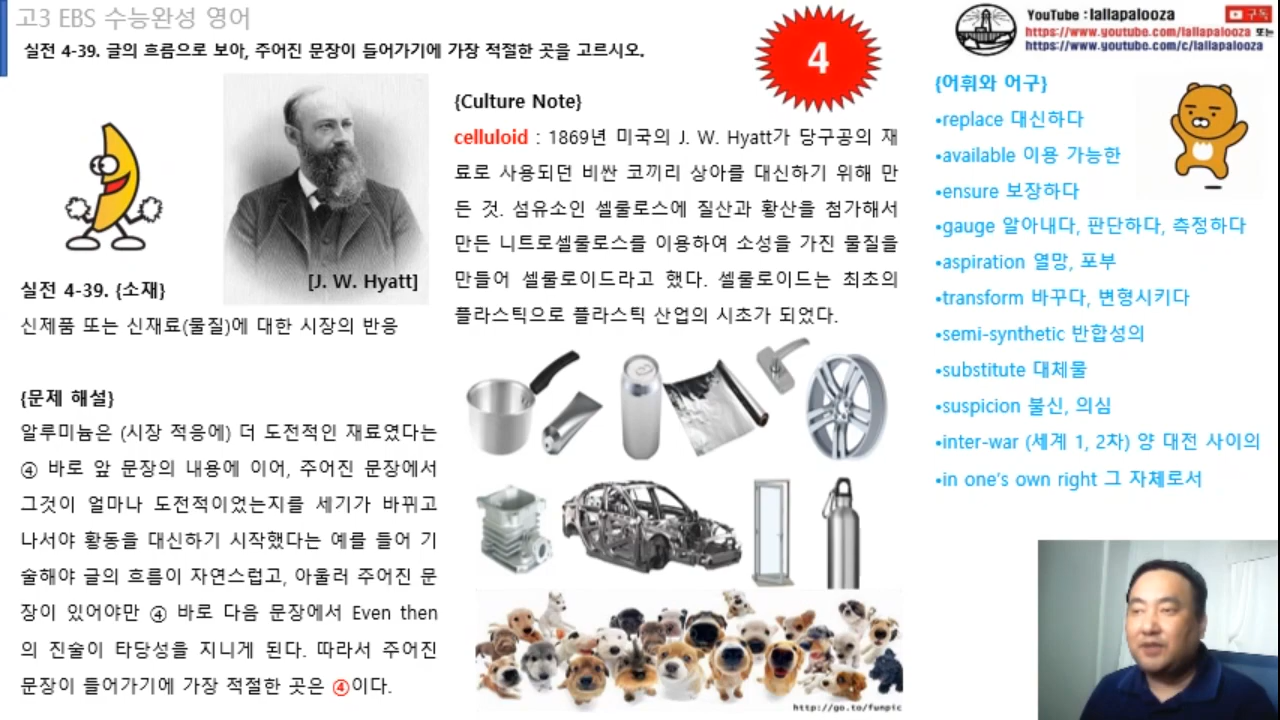 고3 EBS 수능완성 영어
실전 4-39. 글의 흐름으로 보아, 주어진 문장이 들어가기에 가장 적절한 곳을 고르시오.
4
YouTube : lallapalooza
구독
https://www.youtube.com/lallapalooza 또는
https://www.youtube.com/c/lallapalooza
[J. W. Hyatt]
실전 4-39. {소재}
신제품 또는 신재료(물질)에 대한 시장의 반응
{문제 해설}
알루미늄은 (시장 적응에) 더 도전적인 재료였다는
④ 바로 앞 문장의 내용에 이어, 주어진 문장에서
그것이 얼마나 도전적이었는지를 세기가 바뀌고
나서야 황동을 대신하기 시작했다는 예를 들어 기
술해야 글의 흐름이 자연스럽고, 아울러 주어진 문
장이 있어야만 ④ 바로 다음 문장에서 Even then
의 진술이 타당성을 지니게 된다. 따라서 주어진
문장이 들어가기에 가장 적절한 곳은 ④이다.
{Culture Note}
celluloid : 1869년 미국의 J. W. Hyatt가 당구공의 재
료로 사용되던 비싼 코끼리 상아를 대신하기 위해 만
든 것. 섬유소인 셀룰로스에 질산과 황산을 첨가해서
만든 니트로셀룰로스를 이용하여 소성을 가진 물질을
만들어 셀룰로이드라고 했다. 셀룰로이드는 최초의
플라스틱으로 플라스틱 산업의 시초가 되었다.
http://go.to/funpic
{어휘와 어구}
•replace 대신하다
•available 이용 가능한
•ensure 보장하다
•gauge 알아내다, 판단하다, 측정하다
•aspiration 열망, 포부
•transform 바꾸다, 변형시키다
•semi-synthetic 반합성의
•substitute 대체물
•suspicion 불신, 의심
•inter-war (세계 1, 2차) 양 대전 사이의
•in one's own right 그 자체로서